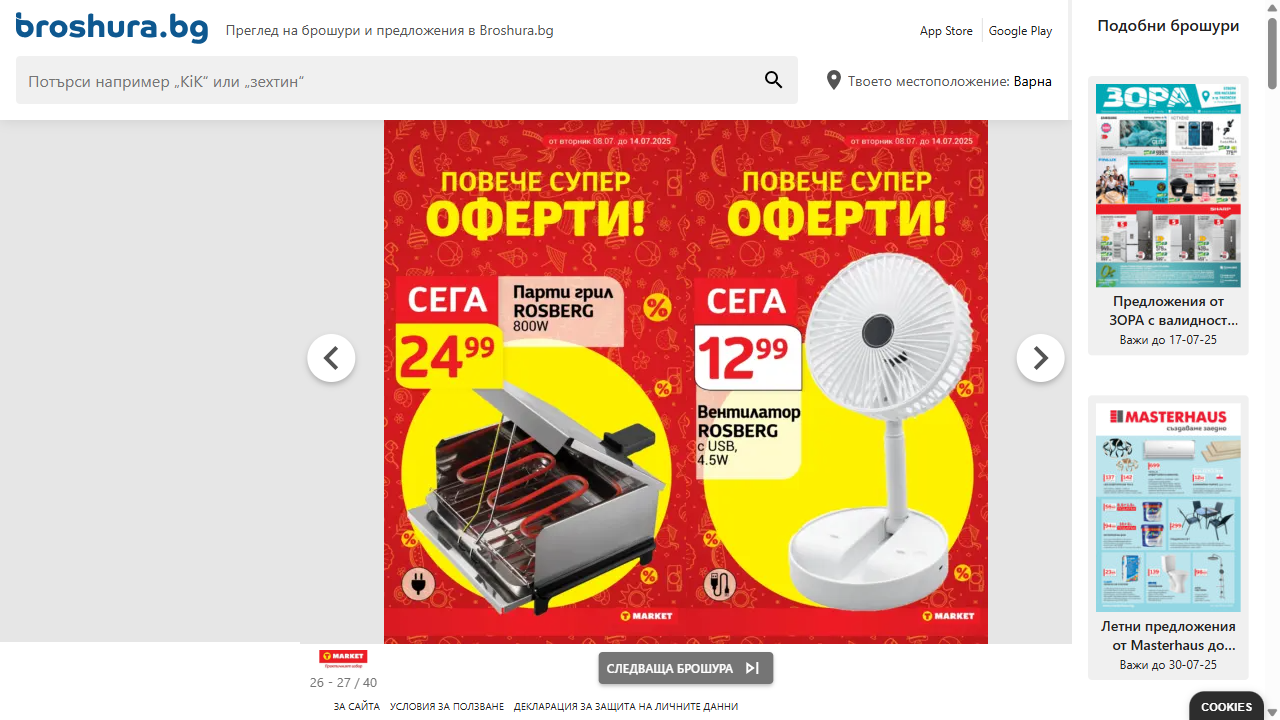 broshura.bg
Преглед на брошури и предложения в Broshura.bg
App Store
Google Play
Потърси например „KiK“ или „зехтин“
Твоето местоположение: Варна
от вторник 08.07. до 14.07.2025
ПОВЕЧЕ СУПЕР
ОФЕРТИ!
СЕГА
24 99
Парти грил
ROSBERG
800W
%
%
%
%
T MARKET
от вторник 08.07. до 14.07.2025
ПОВЕЧЕ СУПЕР
ОФЕРТИ!
СЕГА
12 99
Вентилатор
ROSBERG
с USB,
4.5W
%
%
%
T MARKET
T MARKET
26 - 27 / 40
СЛЕДВАЩА БРОШУРА
ЗА САЙТА
УСЛОВИЯ ЗА ПОЛЗВАНЕ
ДЕКЛАРАЦИЯ ЗА ЗАЩИТА НА ЛИЧНИТЕ ДАННИ
Подобни брошури
ЗОРА
SHARP
Предложения от
ЗОРА с валидност...
Важи до 17-07-25
MASTERHAUS
създаваме заедно
Летни предложения
от Masterhaus до...
Важи до 30-07-25
COOKIES